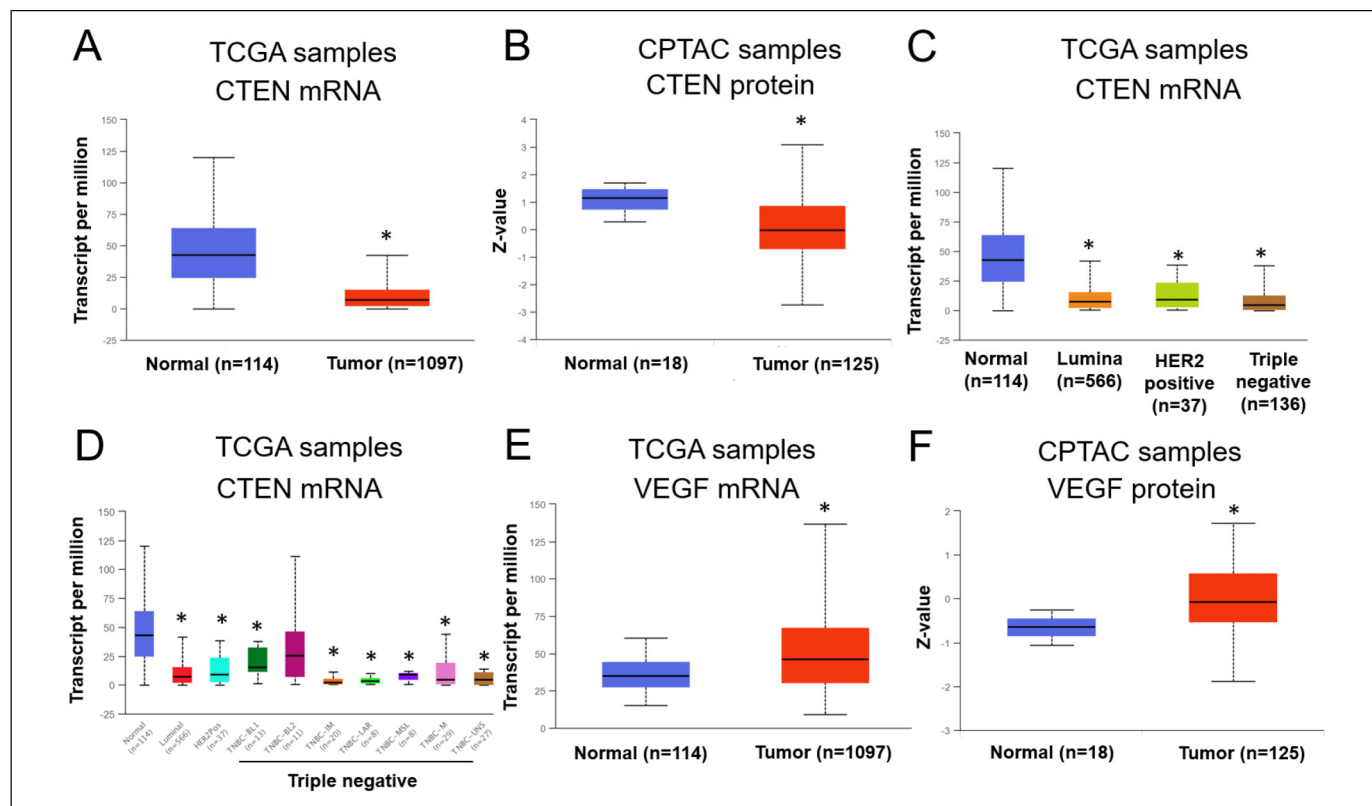 A
TCGA samples
CTEN mRNA
Transcript per million
150
125
100
75
50
25
0
-25
*
Normal (n=114)
Tumor (n=1097)
B
CPTAC samples
CTEN protein
Z-value
4
3
2
1
0
-1
-2
-3
-4
*
Normal (n=18)
Tumor (n=125)
C
TCGA samples
CTEN mRNA
Transcript per million
150
125
100
75
50
25
0
-25
* * *
Normal
(n=114)
Lumina
(n=566)
HER2
positive
(n=37)
Triple
negative
(n=136)
D
TCGA samples
CTEN mRNA
Transcript per million
150
125
100
75
50
25
0
-25
* * * * * * * *
Normal
(n=114)
Luminal
(n=566)
HER2Pos
(n=37)
TNBC-BL1
(n=13)
TNBC-BL2
(n=11)
TNBC-IM
(n=20)
TNBC-LAR
(n=8)
TNBC-MSL
(n=8)
TNBC-M
(n=29)
TNBC-UNS
(n=27)
Triple negative
E
TCGA samples
VEGF mRNA
Transcript per million
150
125
100
75
50
25
0
*
Normal (n=114)
Tumor (n=1097)
F
CPTAC samples
VEGF protein
Z-value
2
1
0
-1
-2
-3
*
Normal (n=18)
Tumor (n=125)